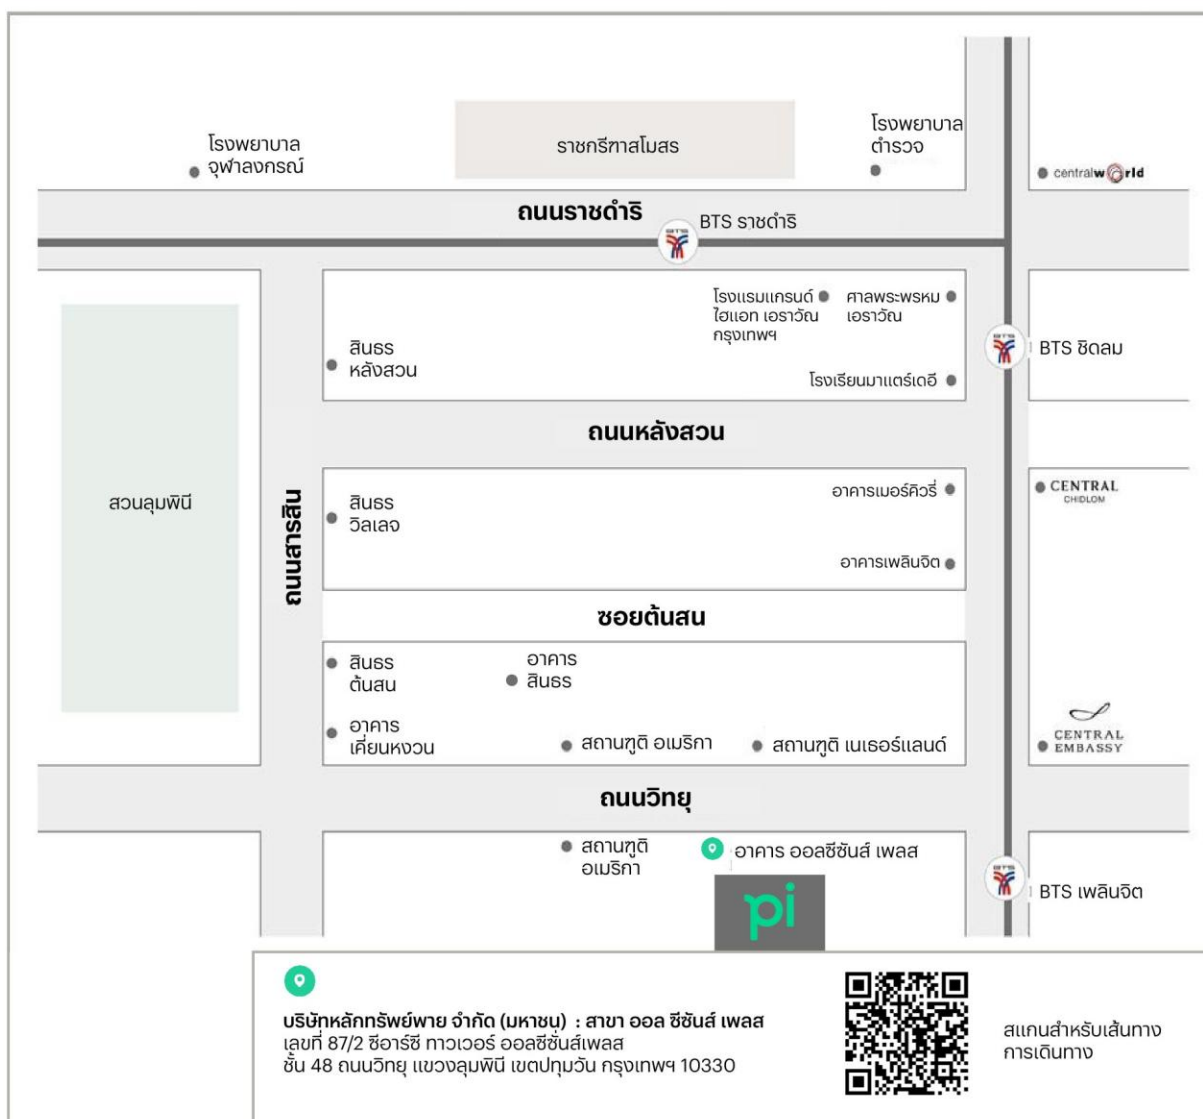 โรงพยาบาล
จุฬาลงกรณ์
ราชกรีฑาสโมสร
โรงพยาบาล
ตำรวจ
centralw rld
ถนนราชดำริ
BTS ราชดำริ
BTS
โรงแรมแกรนด์
ไฮแอท เอราวัณ
กรุงเทพฯ
ศาลพระพรหม
เอราวัณ
BTS
BTS ชิดลม
สินธร
หลังสวน
โรงเรียนมาแตร์เดอี
ถนนหลังสวน
สวนลุมพินี
ถนนสารสิน
สินธร
วิลเลจ
อาคารเมอร์คิวรี่
CENTRAL
CHIDLOM
อาคารเพลินจิต
ซอยต้นสน
สินธร
ต้นสน
อาคาร
สินธร
อาคาร
เคี่ยนหงวน
สถานฑูติ อเมริกา
สถานฑูติ เนเธอร์แลนด์
CENTRAL
EMBASSY
ถนนวิทยุ
สถานฑูติ
อเมริกา
อาคาร ออลซีซันส์ เพลส
pi
BTS
BTS เพลินจิต
บริษัทหลักทรัพย์พาย จำกัด (มหาชน) : สาขา ออล ซีซันส์ เพลส
เลขที่ 87/2 ซีอาร์ซี ทาวเวอร์ ออลซีซั่นส์เพลส
ชั้น 48 ถนนวิทยุ แขวงลุมพินี เขตปทุมวัน กรุงเทพฯ 10330
สแกนสำหรับเส้นทาง
การเดินทาง